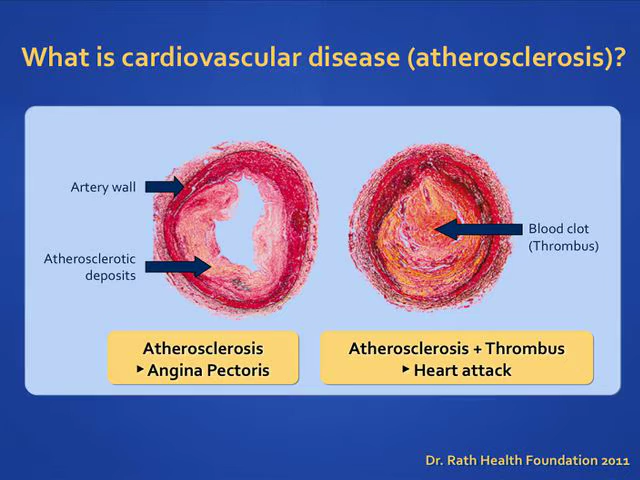 What is cardiovascular disease (atherosclerosis)?
Artery wall
Atherosclerotic
deposits
Blood clot
(Thrombus)
Atherosclerosis
▸ Angina Pectoris
Atherosclerosis + Thrombus
▸ Heart attack
Dr. Rath Health Foundation 2011